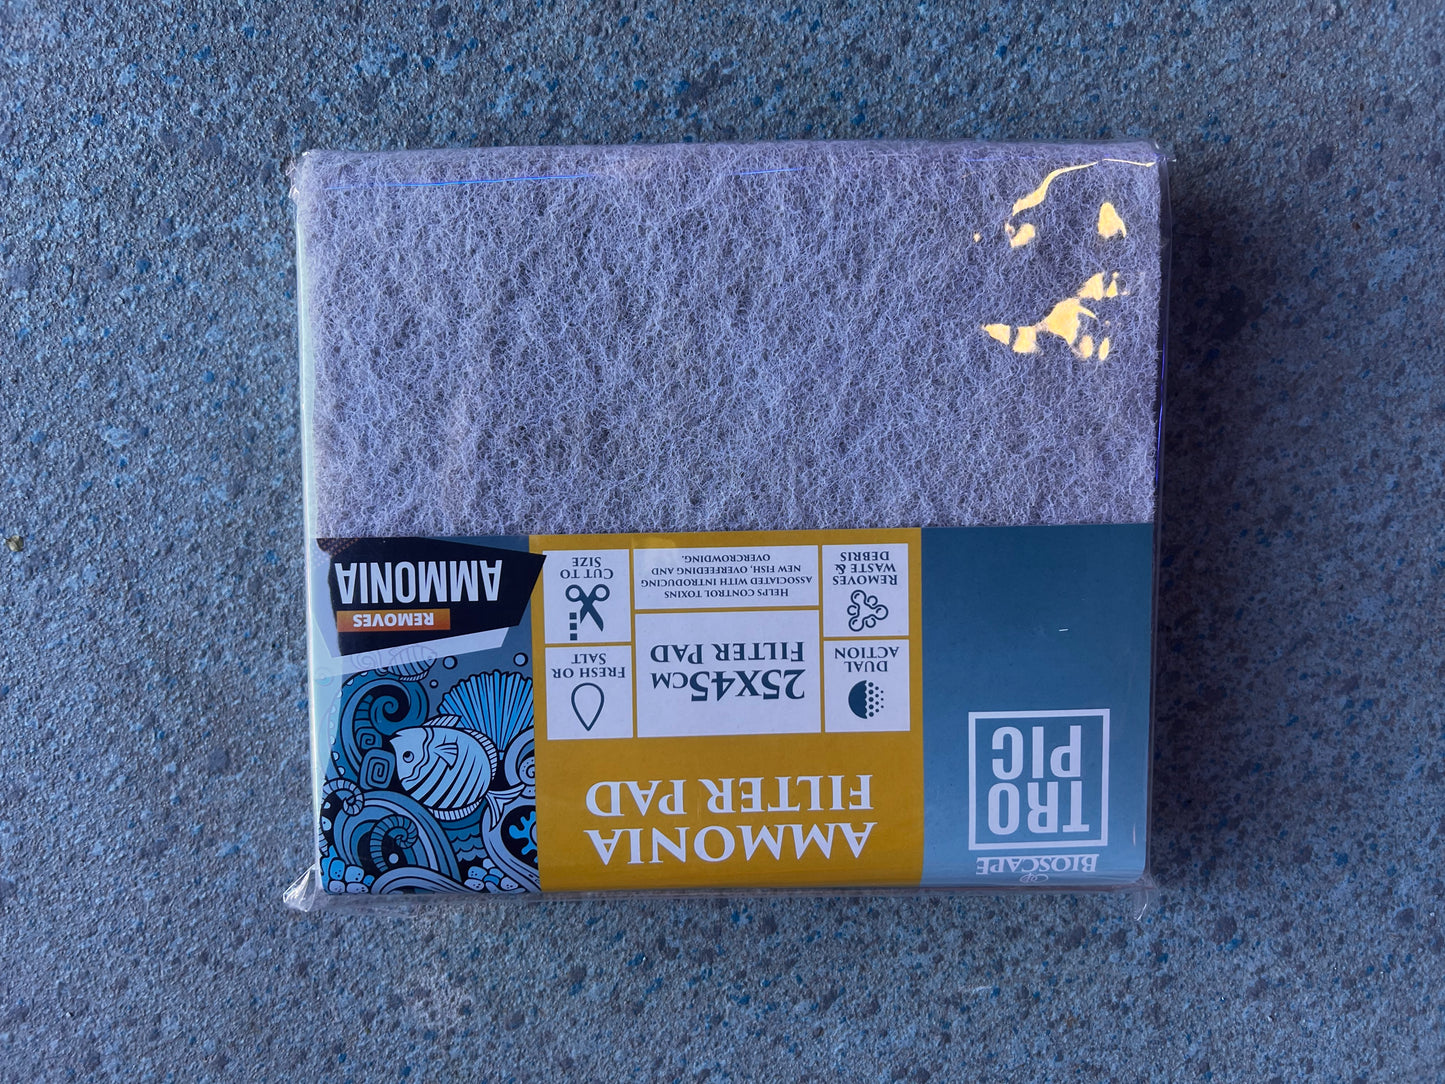 BIOSCAPE
TRO
PIC
AMMONIA
FILTER PAD
DUAL
ACTION
25X45CM
FILTER PAD
FRESH OR
SALT
REMOVES
WASTE &
DEBRIS
HELPS CONTROL TOXINS
ASSOCIATED WITH INTRODUCING
NEW FISH, OVERFEEDING AND
OVERCROWDING.
CUT TO
SIZE
REMOVES
AMMONIA